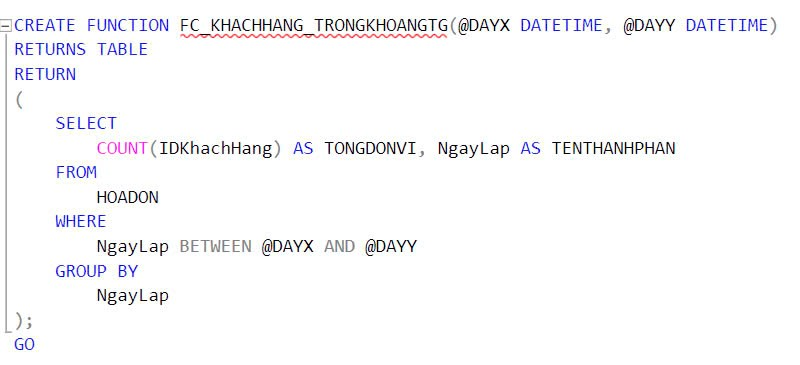 CREATE FUNCTION FC_KHACHHANG_TRONGKHOANGTG(@DAYX DATETIME, @DAYY DATETIME)
RETURNS TABLE
RETURN
(
    SELECT
        COUNT(IDKhachHang) AS TONGDONVI, NgayLap AS TENTHANHPHAN
    FROM
        HOADON
    WHERE
        NgayLap BETWEEN @DAYX AND @DAYY
    GROUP BY
        NgayLap
);
GO